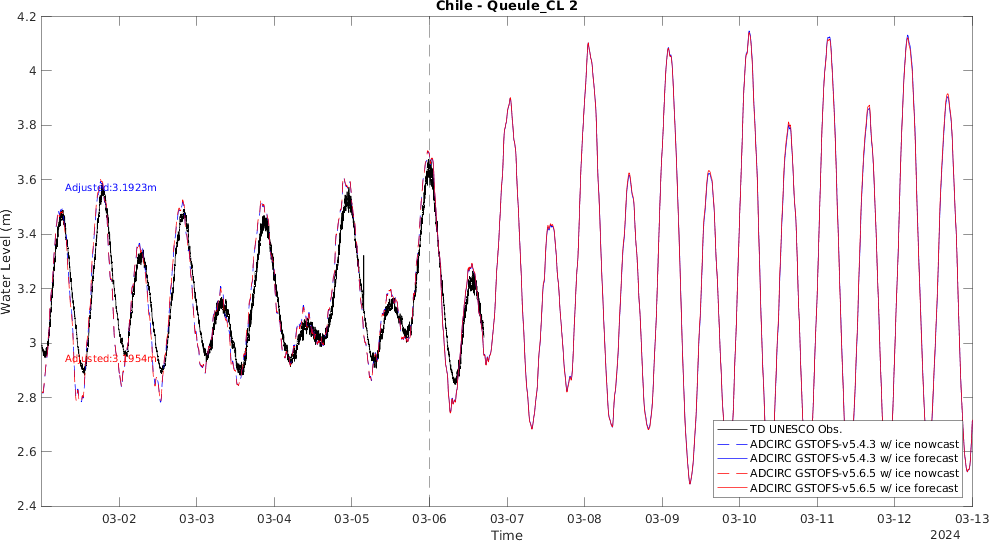 Chile - Queule_CL 2
4.2
4
3.8
3.6
3.4
3.2
3
2.8
2.6
2.4
Water Level (m)
Adjusted:3.1923m
Adjusted:3.1954m
TD UNESCO Obs.
ADCIRC GSTOFS-v5.4.3 w/ ice nowcast
ADCIRC GSTOFS-v5.4.3 w/ ice forecast
ADCIRC GSTOFS-v5.6.5 w/ ice nowcast
ADCIRC GSTOFS-v5.6.5 w/ ice forecast
03-02 03-03 03-04 03-05 03-06 03-07 03-08 03-09 03-10 03-11 03-12 03-13
Time
2024